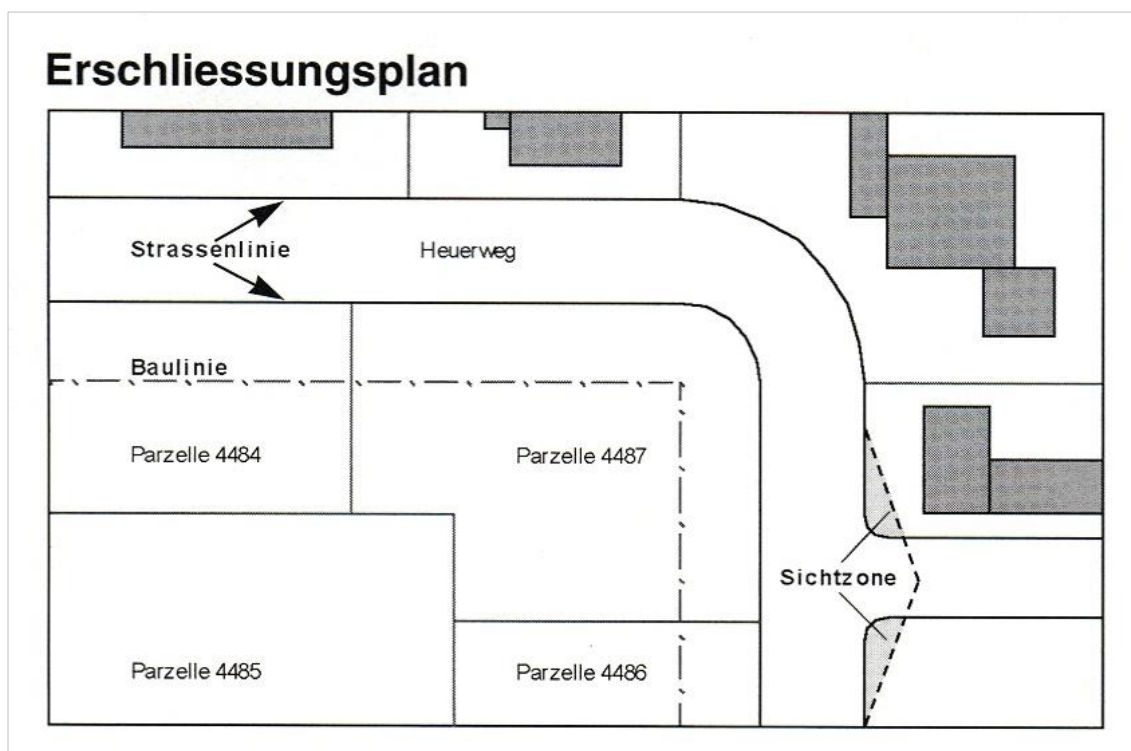 Erschliessungsplan
Strassenlinie
Heuerweg
Baulinie
Parzelle 4484
Parzelle 4487
Sichtzone
Parzelle 4485
Parzelle 4486